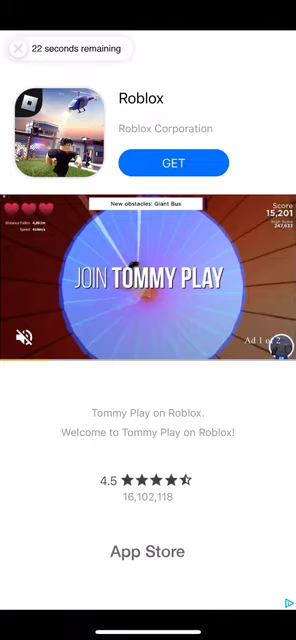 22 seconds remaining
Roblox
Roblox Corporation
GET
New obstacles: Giant Bus
Score
15,201
High Score
247,633
Distance Fallen
Speed
JOIN TOMMY PLAY
Ad 1 of 2
Tommy Play on Roblox.
Welcome to Tommy Play on Roblox!
4.5
16,102,118
App Store